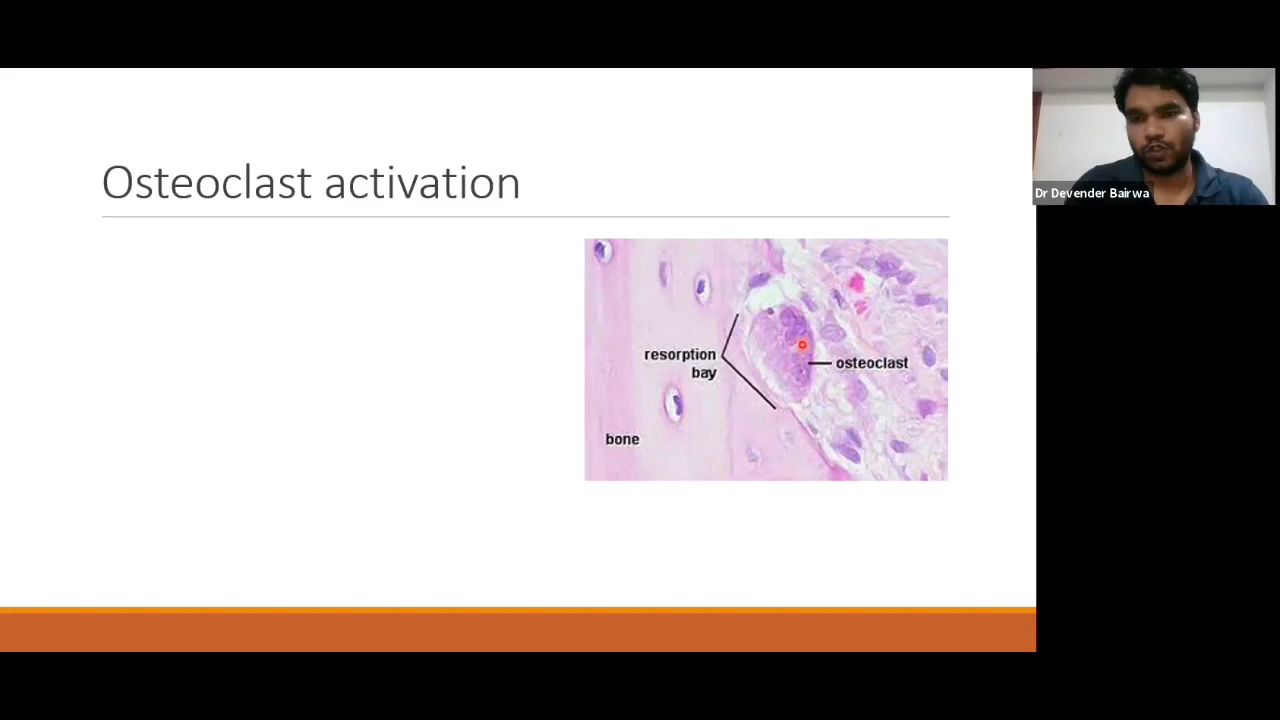 Osteoclast activation
Dr Devender Bairwa
resorption
bay
osteoclast
bone